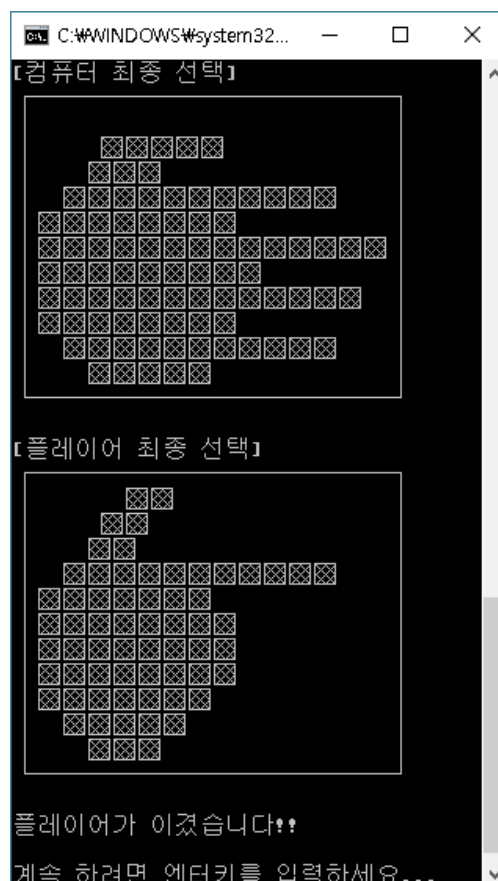 C:₩WINDOWS₩system32...
[컴퓨터 최종 선택]
[플레이어 최종 선택]
플레이어가 이겼습니다!!
계속 하려면 엔터키를 입력하세요...